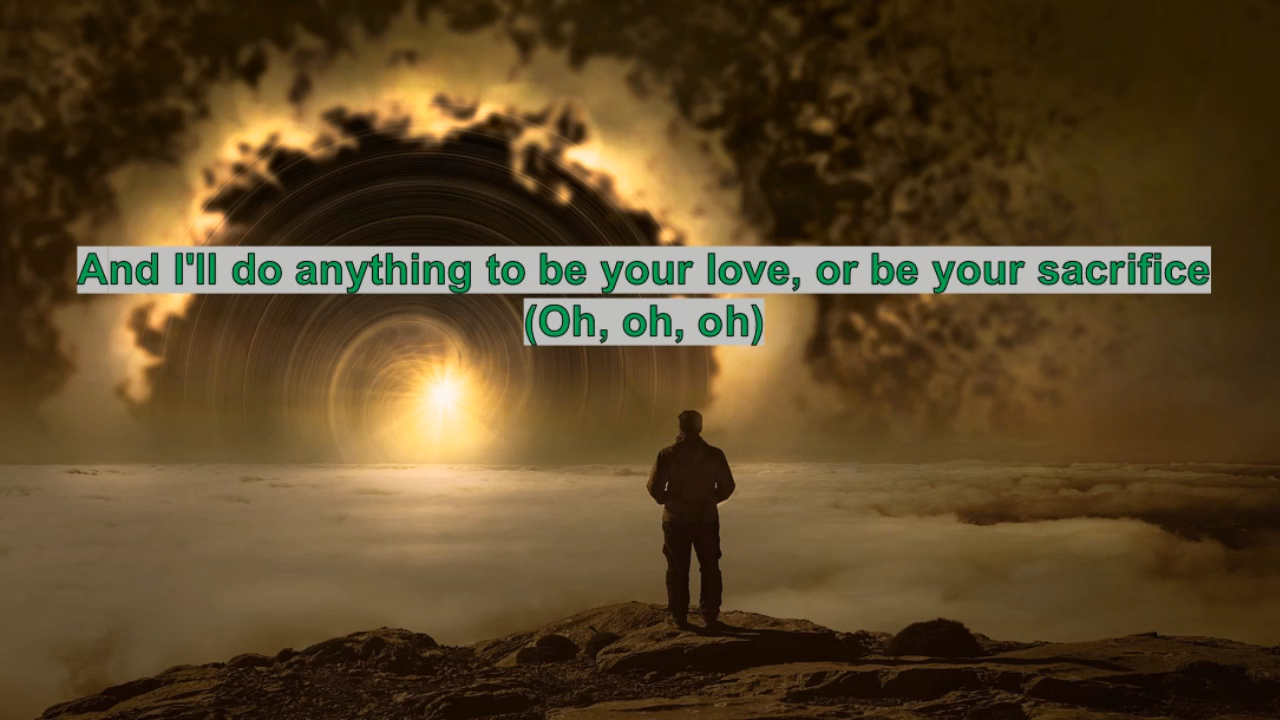 And I'll do anything to be your love, or be your sacrifice
(Oh, oh, oh)